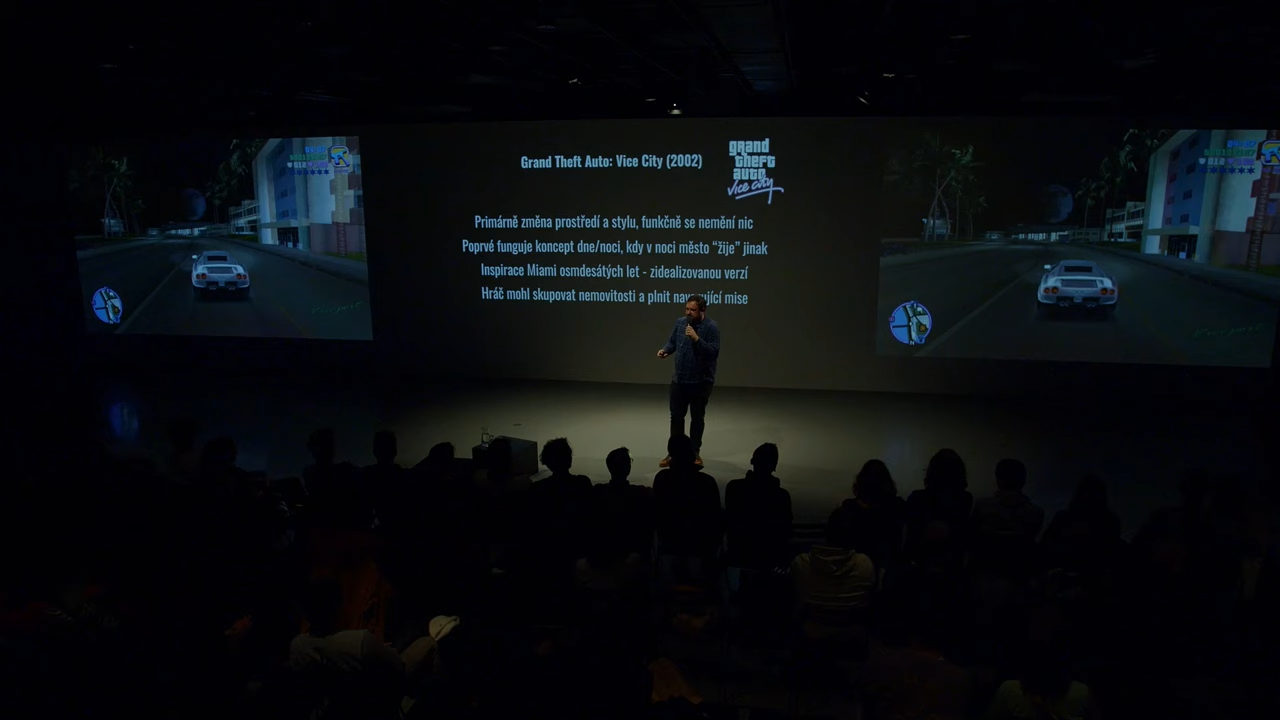 Grand Theft Auto: Vice City (2002)
grand
theft
auto
vice city
Primárně změna prostředí a stylu, funkčně se nemění nic
Poprvé funguje koncept dne/noci, kdy v noci město “žije” jinak
Inspirace Miami osmdesátých let - zidealizovanou verzí
Hráč mohl skupovat nemovitosti a plnit mise